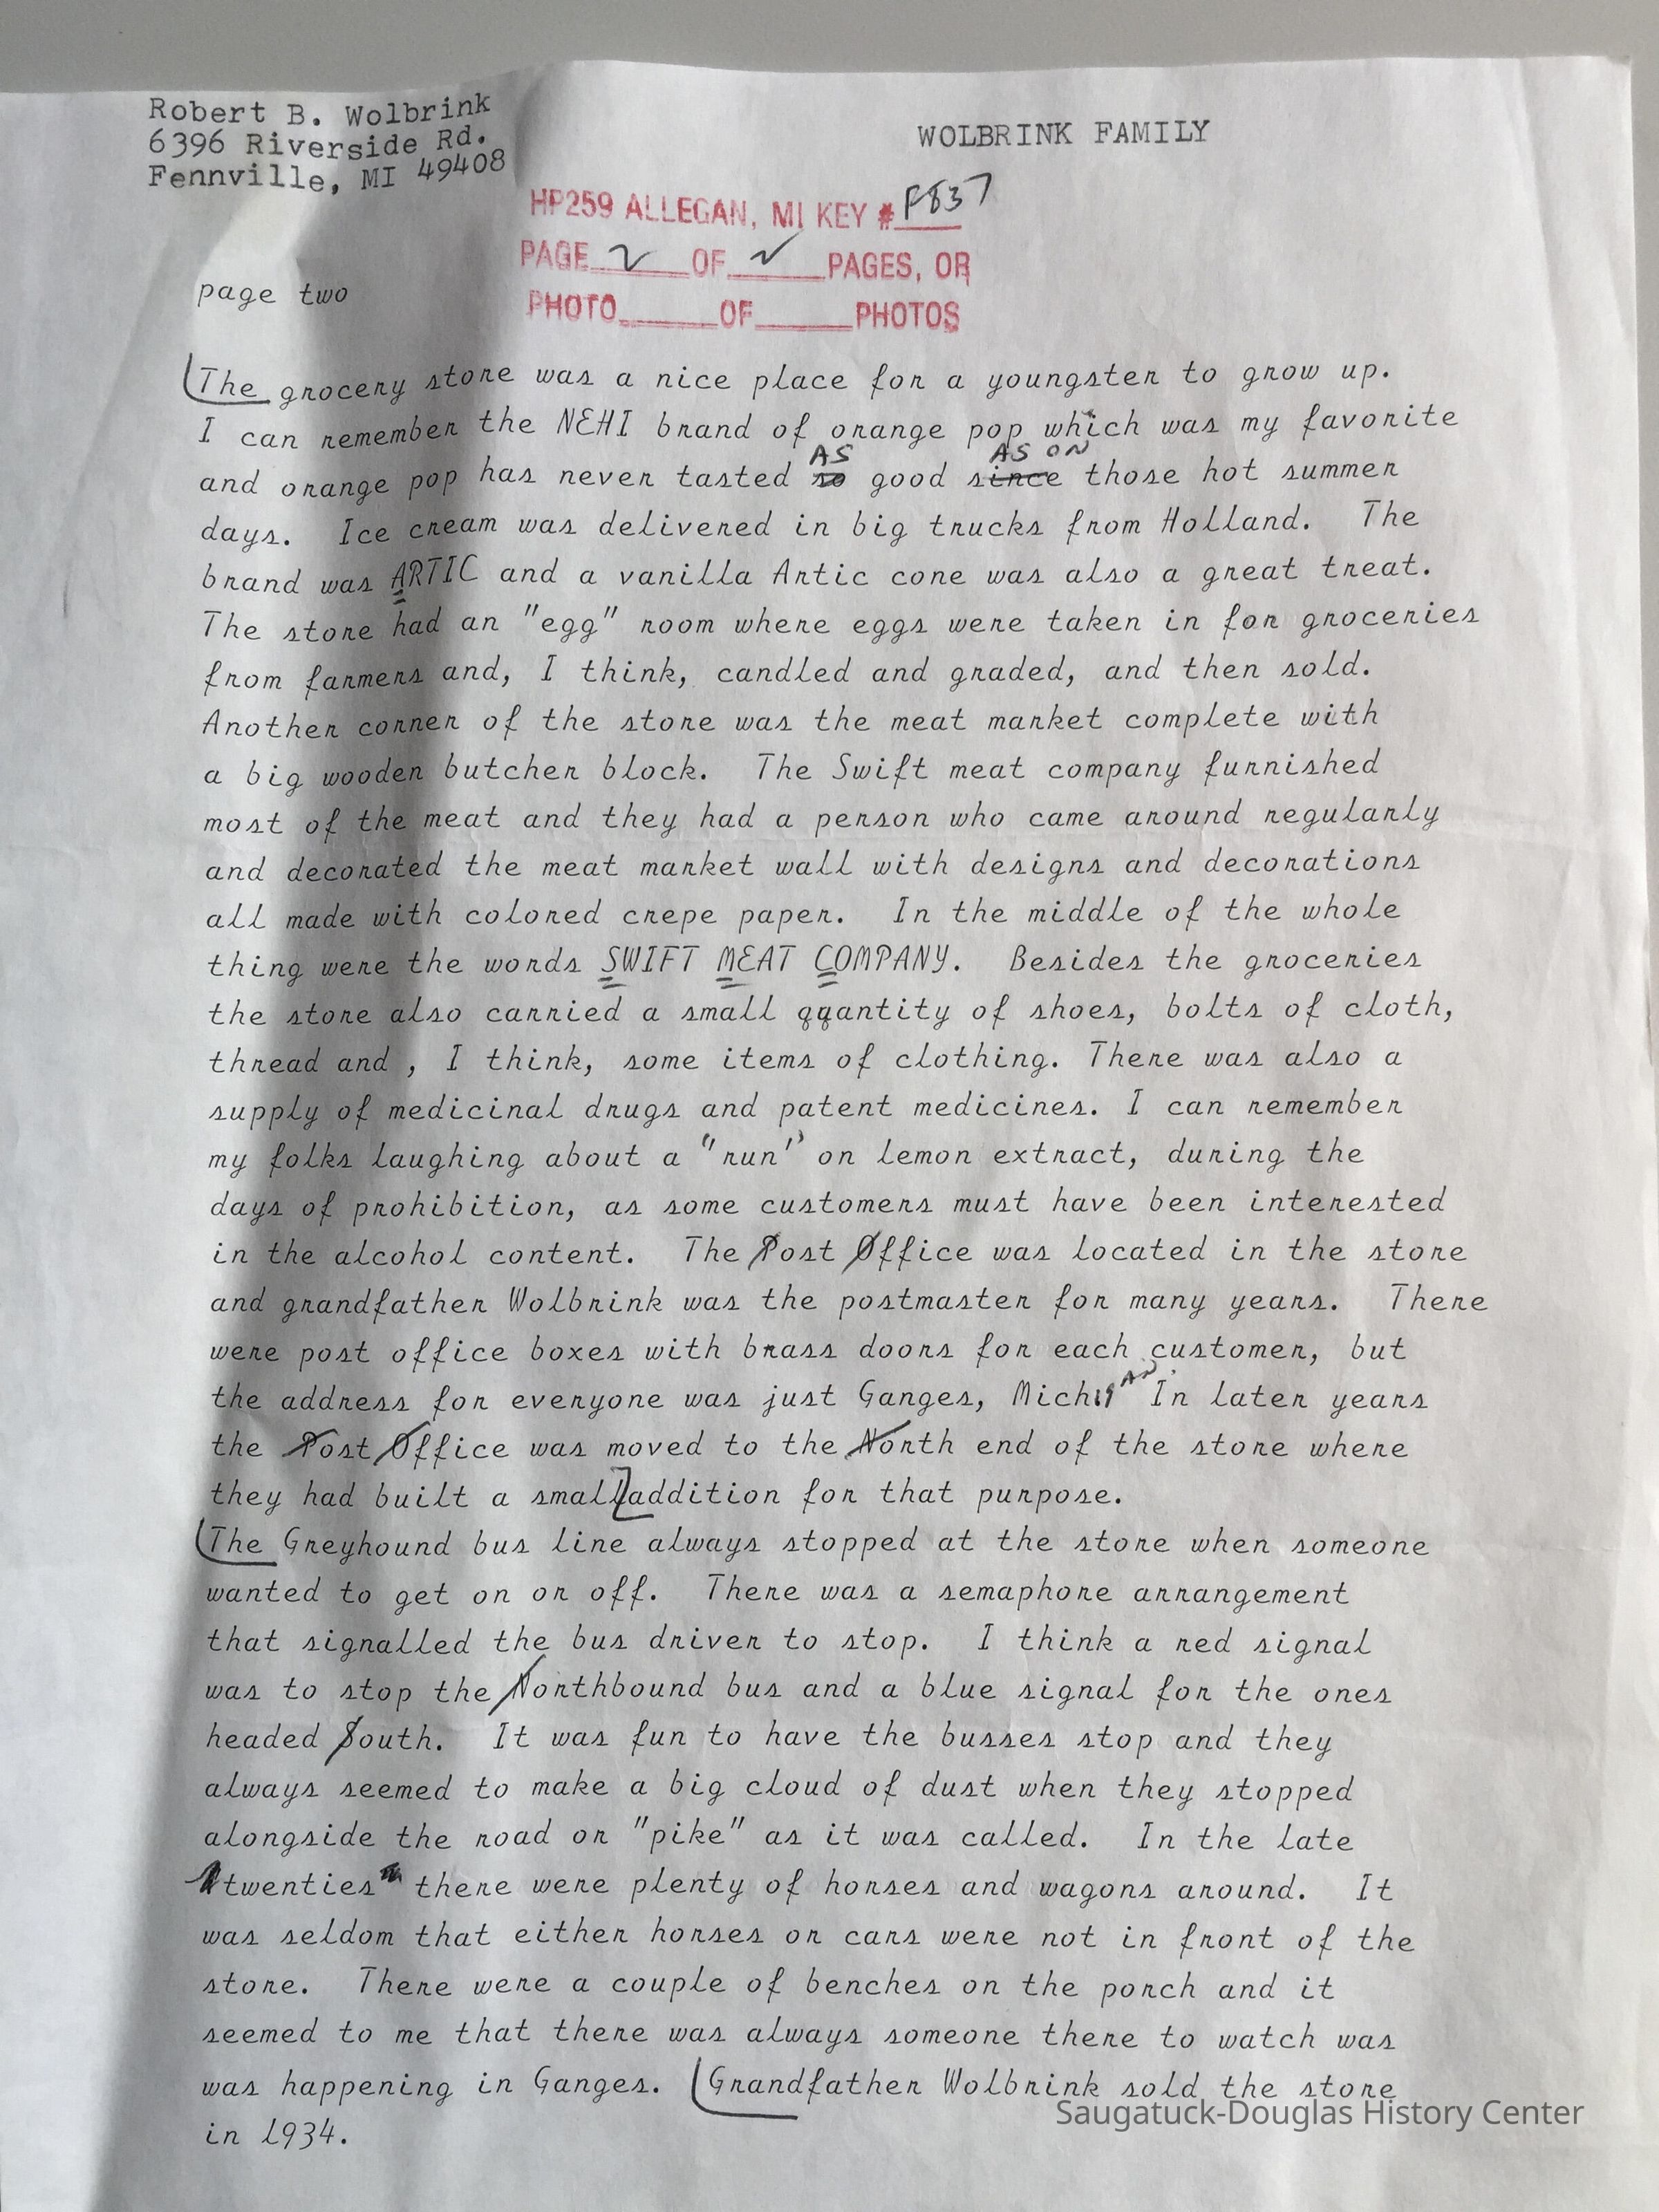 Robert B. Wolbrink
6396 Riverside Rd.
Fennville, MI 49408
WOLBRINK FAMILY
HP259 ALLEGAN, MI KEY # F837
PAGE 2 OF 2 PAGES, OR
PHOTO______OF______PHOTOS
page two
The grocery store was a nice place for a youngster to grow up.
I can remember the NEHI brand of orange pop which was my favorite
AS AS ON
and orange pop has never tasted so good since those hot summer
days. Ice cream was delivered in big trucks from Holland. The
brand was ARTIC and a vanilla Artic cone was also a great treat.
The store had an "egg" room where eggs were taken in for groceries
from farmers and, I think, candled and graded, and then sold.
Another corner of the store was the meat market complete with
a big wooden butcher block. The Swift meat company furnished
most of the meat and they had a person who came around regularly
and decorated the meat market wall with designs and decorations
all made with colored crepe paper. In the middle of the whole
thing were the words SWIFT MEAT COMPANY. Besides the groceries
the store also carried a small qquantity of shoes, bolts of cloth,
thread and , I think, some items of clothing. There was also a
supply of medicinal drugs and patent medicines. I can remember
my folks laughing about a "run" on lemon extract, during the
days of prohibition, as some customers must have been interested
in the alcohol content. The Post Office was located in the store
and grandfather Wolbrink was the postmaster for many years. There
were post office boxes with brass doors for each customer, but
the address for everyone was just Ganges, MichigAN. In later years
the Post Office was moved to the North end of the store where
they had built a small addition for that purpose.
The Greyhound bus line always stopped at the store when someone
wanted to get on or off. There was a semaphore arrangement
that signalled the bus driver to stop. I think a red signal
was to stop the Northbound bus and a blue signal for the ones
headed South. It was fun to have the busses stop and they
always seemed to make a big cloud of dust when they stopped
alongside the road or "pike" as it was called. In the late
twenties there were plenty of horses and wagons around. It
was seldom that either horses or cars were not in front of the
store. There were a couple of benches on the porch and it
seemed to me that there was always someone there to watch was
was happening in Ganges. Grandfather Wolbrink sold the store
in 1934.
Saugatuck-Douglas History Center